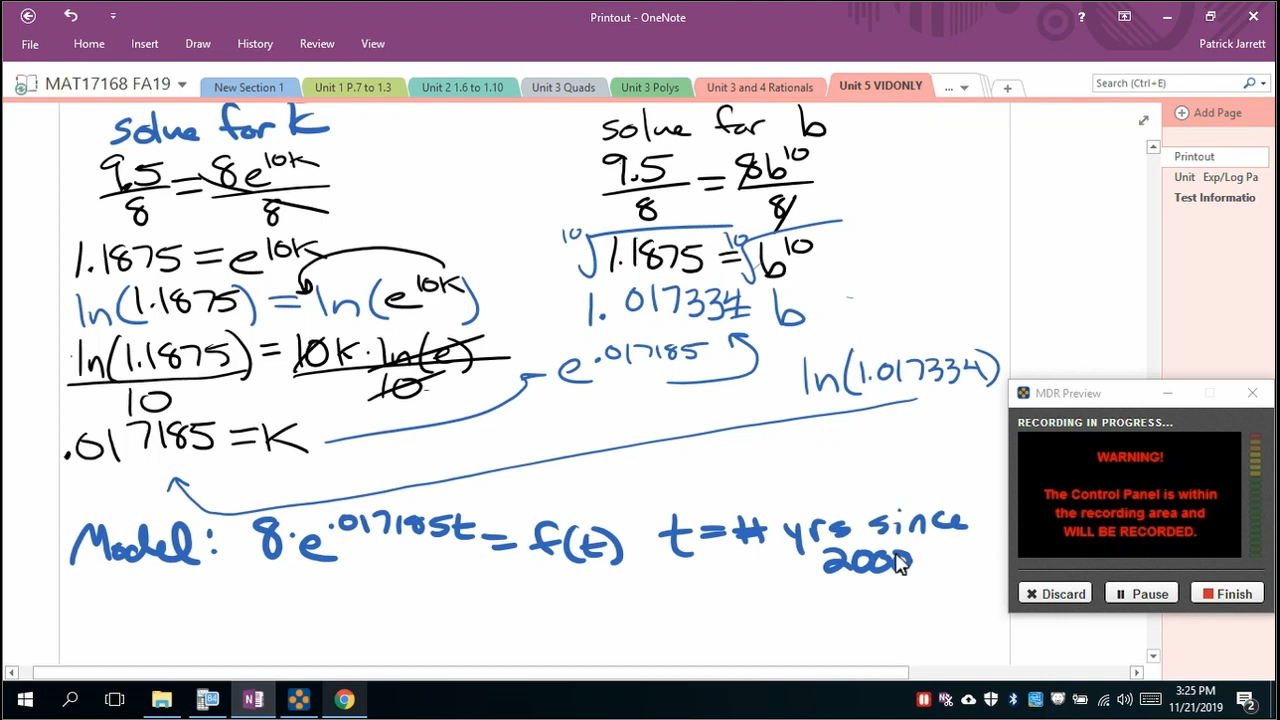 Printout - OneNote
File Home Insert Draw History Review View
Patrick Jarrett
MAT17168 FA19
New Section 1
Unit 1 P.7 to 1.3
Unit 2 1.6 to 1.10
Unit 3 Quads
Unit 3 Polys
Unit 3 and 4 Rationals
Unit 5 VIDONLY
...
Search (Ctrl+E)
Add Page
Printout
Unit Exp/Log Pa
Test Informatio
solve for k
9.5/8 = 8e^10k/8
1.1875 = e^10k
ln(1.1875) = ln(e^10k)
ln(1.1875)/10 = 10k·ln(e)/10
.017185 = k
solve for b
9.5/8 = 8b^10/8
10√1.1875 = 10√b^10
1.017334 = b
e^.017185
ln(1.017334)
Model: 8·e^.017185t = f(t) t = # yrs since
2000
MDR Preview
RECORDING IN PROGRESS...
WARNING!
The Control Panel is within
the recording area and
WILL BE RECORDED.
Discard
Pause
Finish
3:25 PM
11/21/2019
2